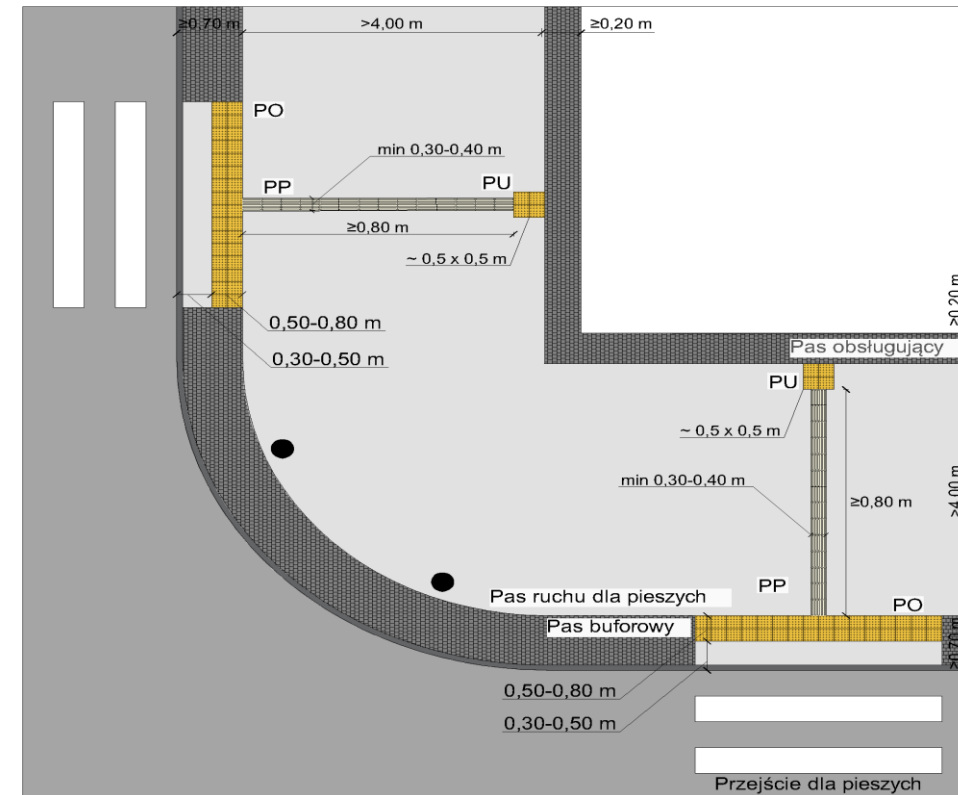 ≥0,70 m
>4,00 m
≥0,20 m
PO
min 0,30-0,40 m
PP
PU
≥0,80 m
~ 0,5 x 0,5 m
≥0,20 m
0,50-0,80 m
0,30-0,50 m
Pas obsługujący
PU
~ 0,5 x 0,5 m
min 0,30-0,40 m
≥0,80 m
>4,00 m
PP
Pas ruchu dla pieszych
PO
Pas buforowy
≥0,70 m
0,50-0,80 m
0,30-0,50 m
Przejście dla pieszych